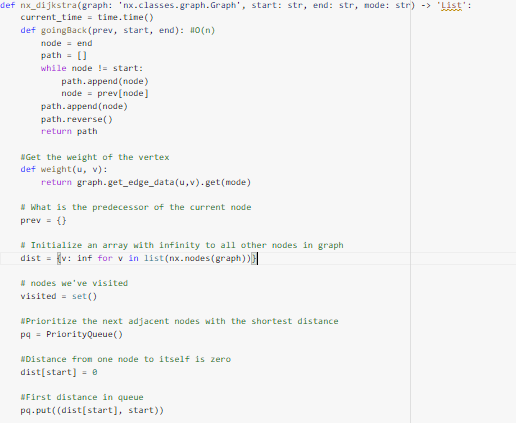 def nx_dijkstra(graph: 'nx.classes.graph.Graph', start: str, end: str, mode: str) -> 'List':
    current_time = time.time()
    def goingBack(prev, start, end): #O(n)
        node = end
        path = []
        while node != start:
            path.append(node)
            node = prev[node]
        path.append(node)
        path.reverse()
        return path

    #Get the weight of the vertex
    def weight(u, v):
        return graph.get_edge_data(u,v).get(mode)

    # What is the predecessor of the current node
    prev = {}

    # Initialize an array with infinity to all other nodes in graph
    dist = {v: inf for v in list(nx.nodes(graph))}

    # nodes we've visited
    visited = set()

    #Prioritize the next adjacent nodes with the shortest distance
    pq = PriorityQueue()

    #Distance from one node to itself is zero
    dist[start] = 0

    #First distance in queue
    pq.put((dist[start], start))